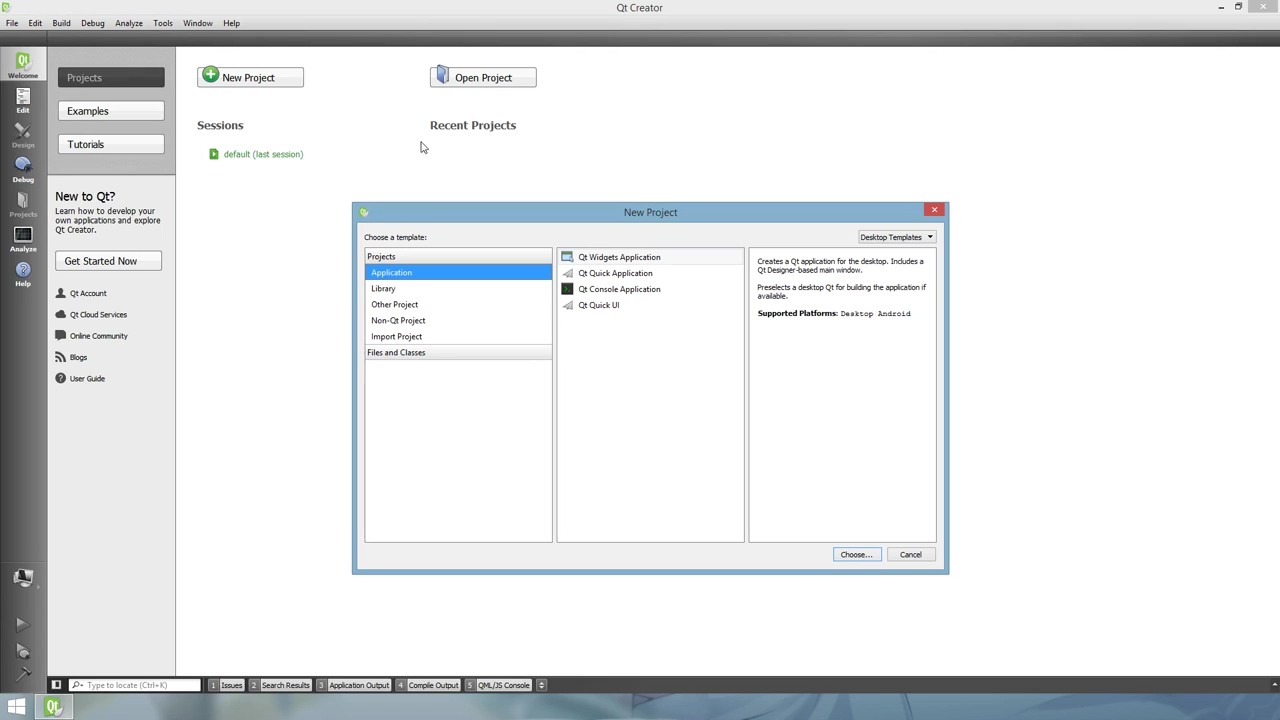 Qt Creator
File Edit Build Debug Analyze Tools Window Help
Welcome
Edit
Design
Debug
Projects
Analyze
Help
Projects
Examples
Tutorials
New to Qt?
Learn how to develop your
own applications and explore
Qt Creator.
Get Started Now
Qt Account
Qt Cloud Services
Online Community
Blogs
User Guide
New Project
Open Project
Sessions
Recent Projects
default (last session)
New Project
Choose a template:
Desktop Templates
Projects
Application
Library
Other Project
Non-Qt Project
Import Project
Files and Classes
Qt Widgets Application
Qt Quick Application
Qt Console Application
Qt Quick UI
Creates a Qt application for the desktop. Includes a
Qt Designer-based main window.
Preselects a desktop Qt for building the application if
available.
Supported Platforms: Desktop Android
Choose...
Cancel
Type to locate (Ctrl+K)
1 Issues 2 Search Results 3 Application Output 4 Compile Output 5 QML/JS Console